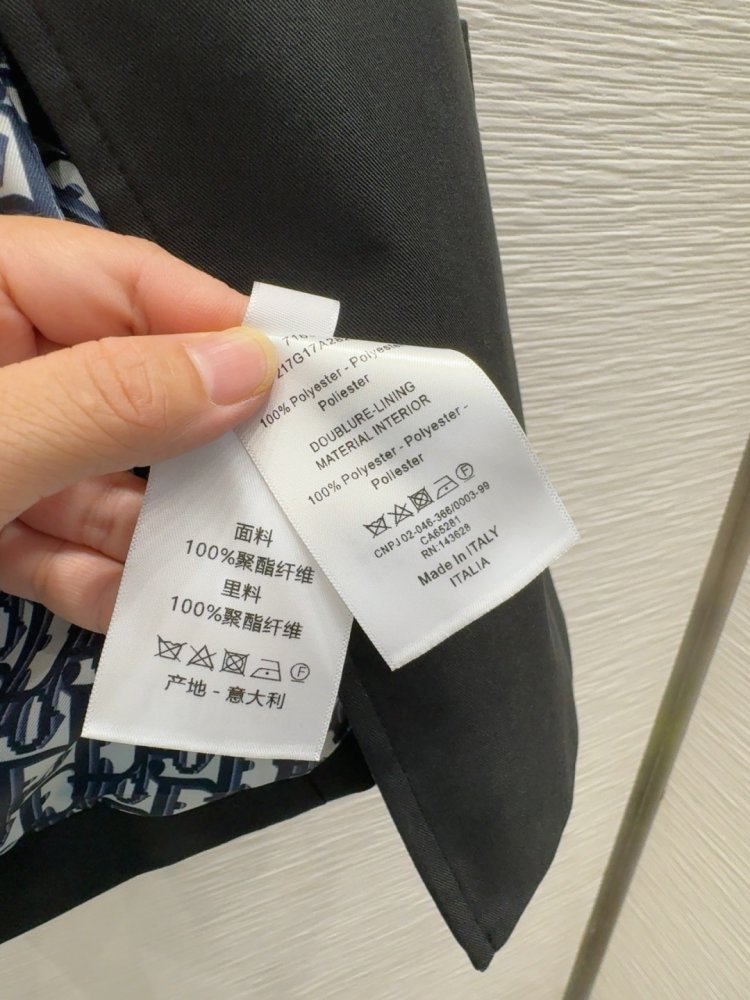 100% Polyester - Polyester
Poliester
DOUBLURE-LINING
MATERIAL INTERIOR
100% Polyester - Polyester -
Poliester
CNPJ 02-046-366/0003-99
CA65281
RN:143628
Made In ITALY
ITALIA
面料
100%聚酯纤维
里料
100%聚酯纤维
产地 - 意大利